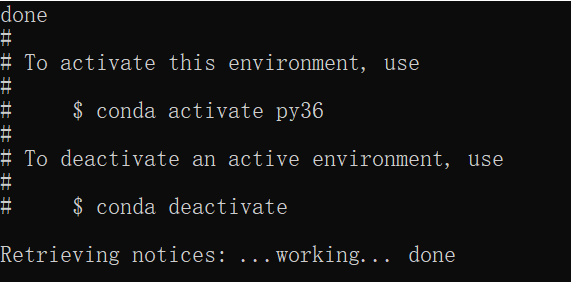 done
#
# To activate this environment, use
#
#     $ conda activate py36
#
# To deactivate an active environment, use
#
#     $ conda deactivate
Retrieving notices: ...working... done